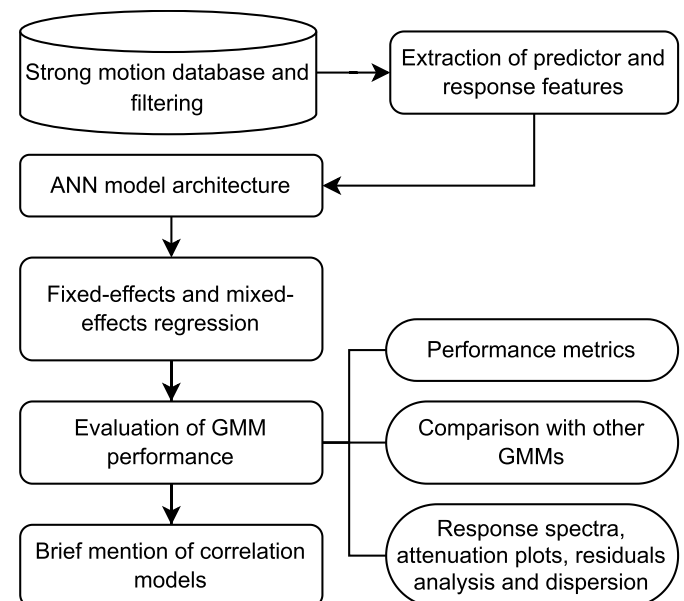 Strong motion database and
filtering
Extraction of predictor and
response features
ANN model architecture
Fixed-effects and mixed-
effects regression
Evaluation of GMM
performance
Performance metrics
Comparison with other
GMMs
Response spectra,
attenuation plots, residuals
analysis and dispersion
Brief mention of correlation
models